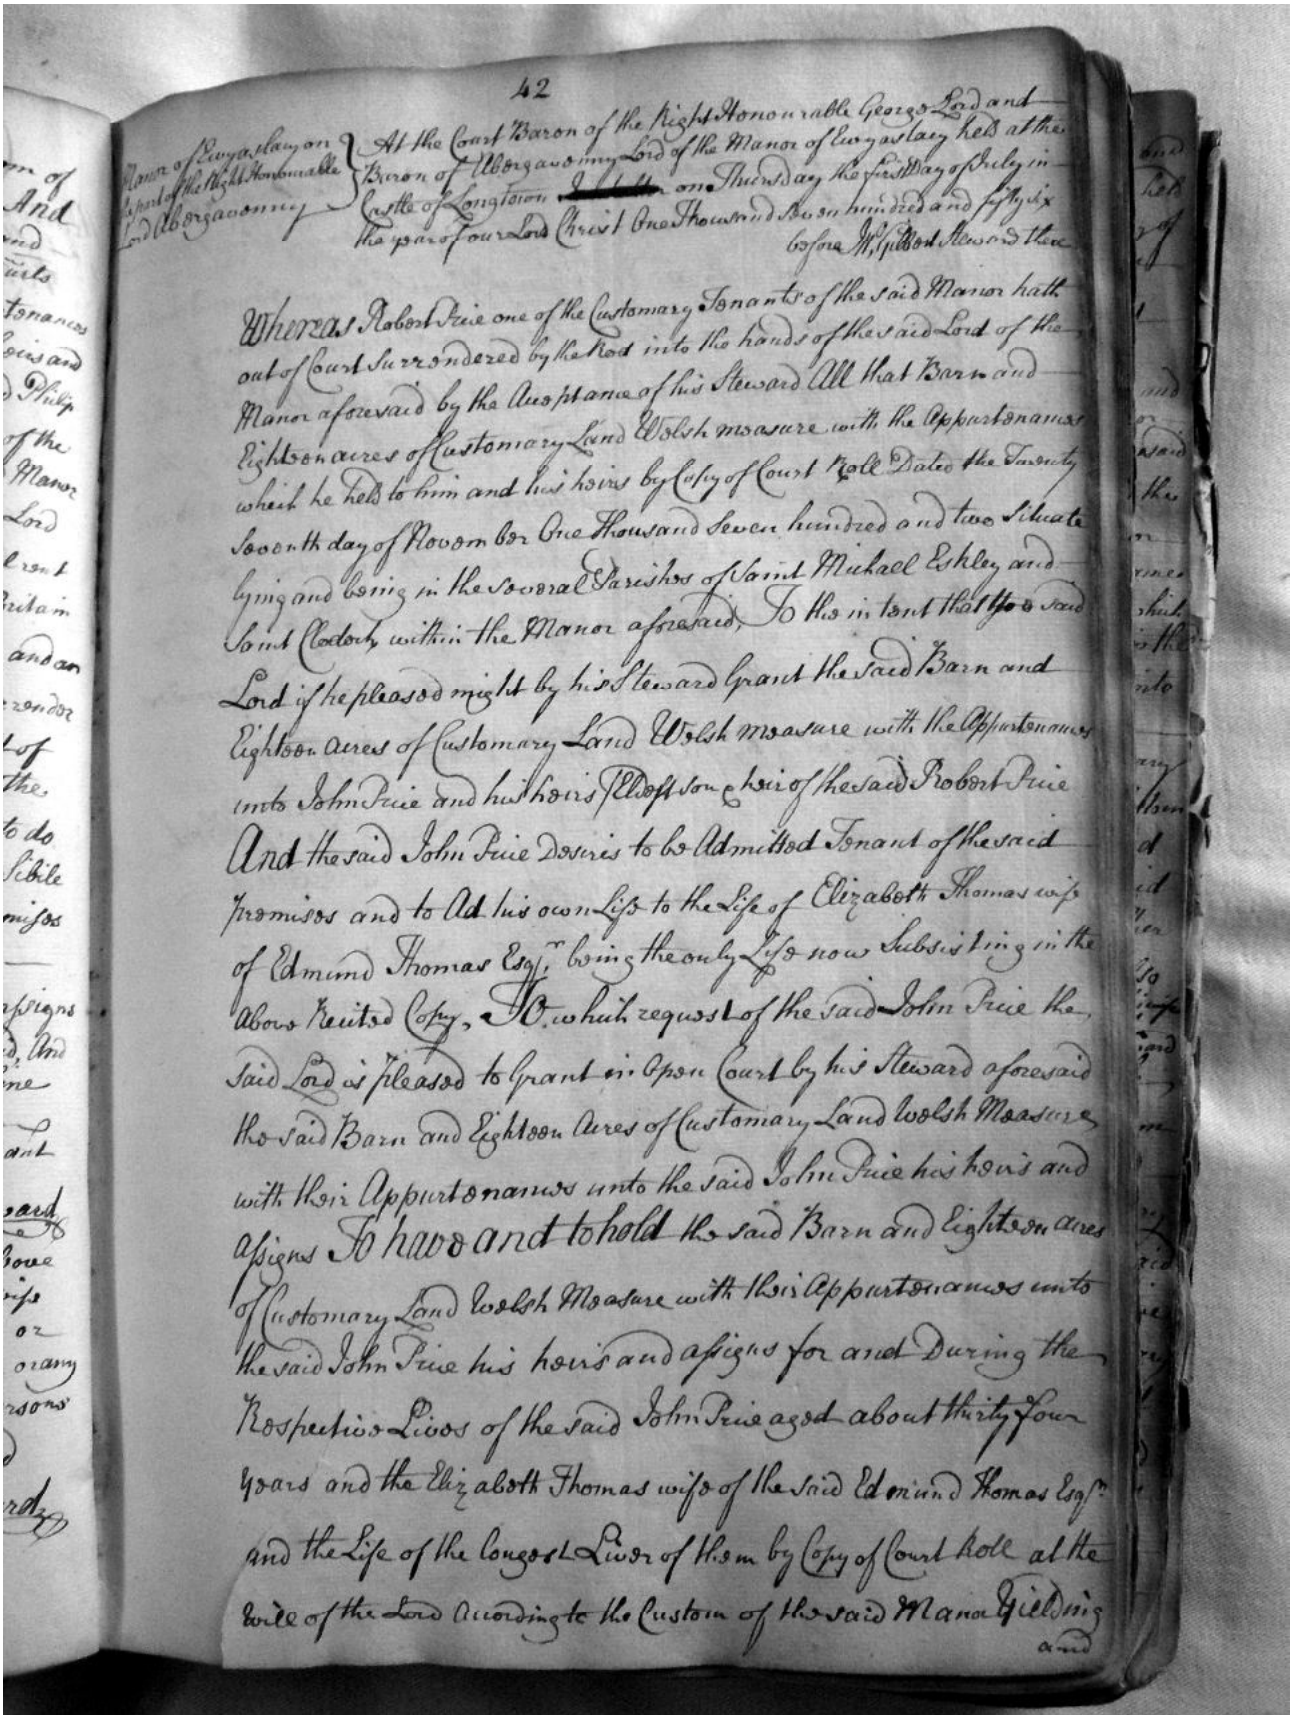 42
Manor of Ewyaslacy on
the part of the Right Honourable
Lord Abergavenny
At the Court Baron of the Right Honourable George Lord and
Baron of Abergavenny Lord of the Manor of Ewyaslacy held at the
Castle of Longtown on Thursday the first Day of July in
the year of our Lord Christ One Thousand Seven hundred and fifty six
before Wm Gilbert Steward there
Whereas Robert Price one of the Customary Tenants of the said Manor hath
out of Court Surrendered by the Rod into the hands of the said Lord of the
Manor aforesaid by the Acceptance of his Steward All that Barn and
Eighteen acres of Customary Land Welsh measure with the Appurtenances
which he held to him and his heirs by Copy of Court Roll Dated the Twenty
Seventh day of November One Thousand Seven hundred and two Situate
lying and being in the several Parishes of Saint Michael Eskley and
Saint Clodock within the Manor aforesaid, To the intent that the said
Lord if he pleased might by his Steward Grant the said Barn and
Eighteen acres of Customary Land Welsh measure with the Appurtenances
unto John Price and his heirs Eldest son & heir of the said Robert Price
And the said John Price Desires to be Admitted Tenant of the said
premises and to Ad his own Life to the Life of Elizabeth Thomas wife
of Edmund Thomas Esqr. being the only Life now Subsisting in the
above Recited Copy, To which request of the said John Price the
said Lord is pleased to Grant in Open Court by his Steward aforesaid
the said Barn and Eighteen Acres of Customary Land Welsh Measure
with their Appurtenances unto the said John Price his heirs and
assigns To have and to hold the said Barn and Eighteen acres
of Customary Land Welsh Measure with their Appurtenances unto
the said John Price his heirs and assigns for and During the
Respective Lives of the said John Price aged about thirty four
years and the Elizabeth Thomas wife of the said Edmund Thomas Esqr.
and the Life of the longest Liver of them by Copy of Court Roll at the
Will of the Lord according to the Custom of the said Manor Yielding
and